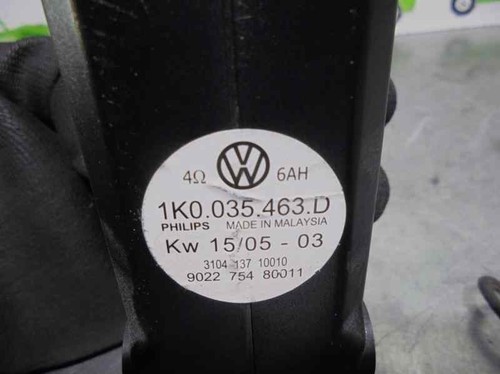 4Ω 6AH
1K0.035.463.D
PHILIPS MADE IN MALAYSIA
Kw 15/05 - 03
3104 137 10010
9022 754 80011